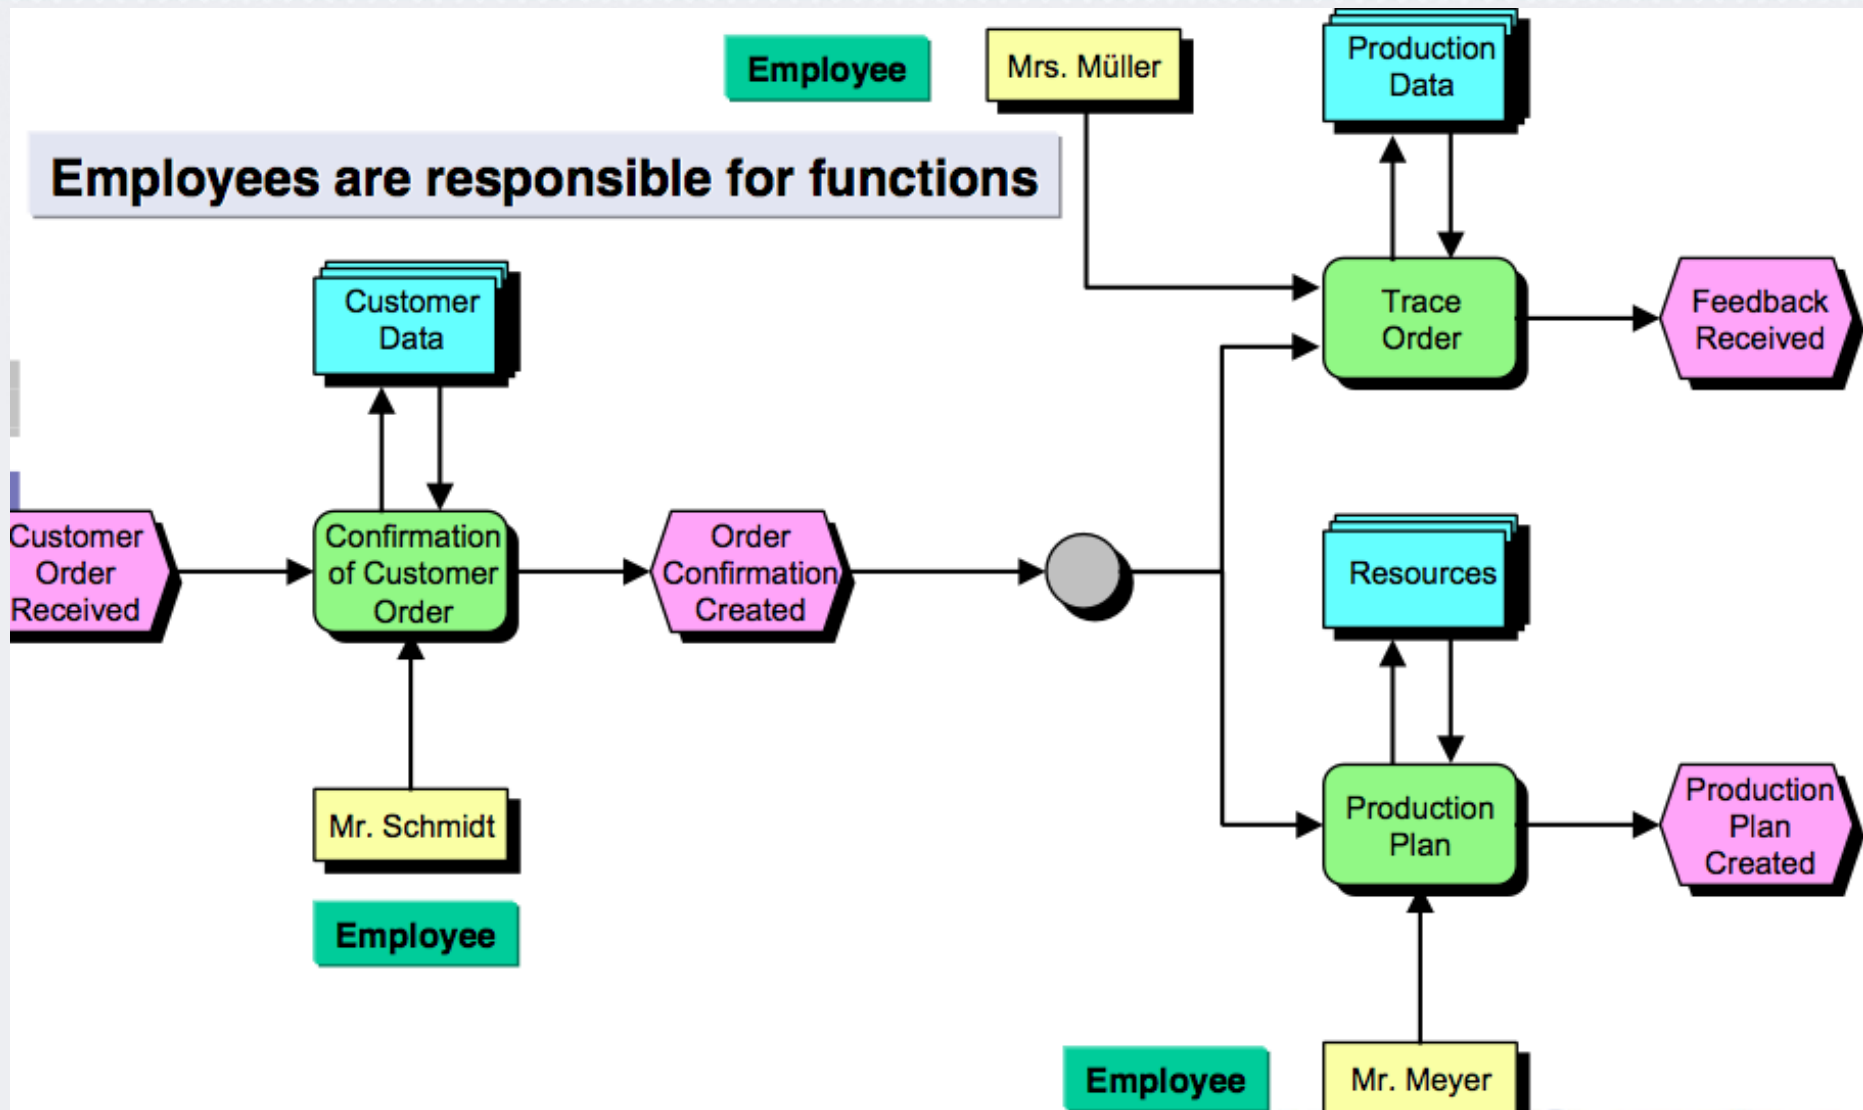 Employee
Mrs. Müller
Production
Data
Employees are responsible for functions
Customer
Data
Trace
Order
Feedback
Received
Customer
Order
Received
Confirmation
of Customer
Order
Order
Confirmation
Created
Resources
Mr. Schmidt
Production
Plan
Production
Plan
Created
Employee
Employee
Mr. Meyer